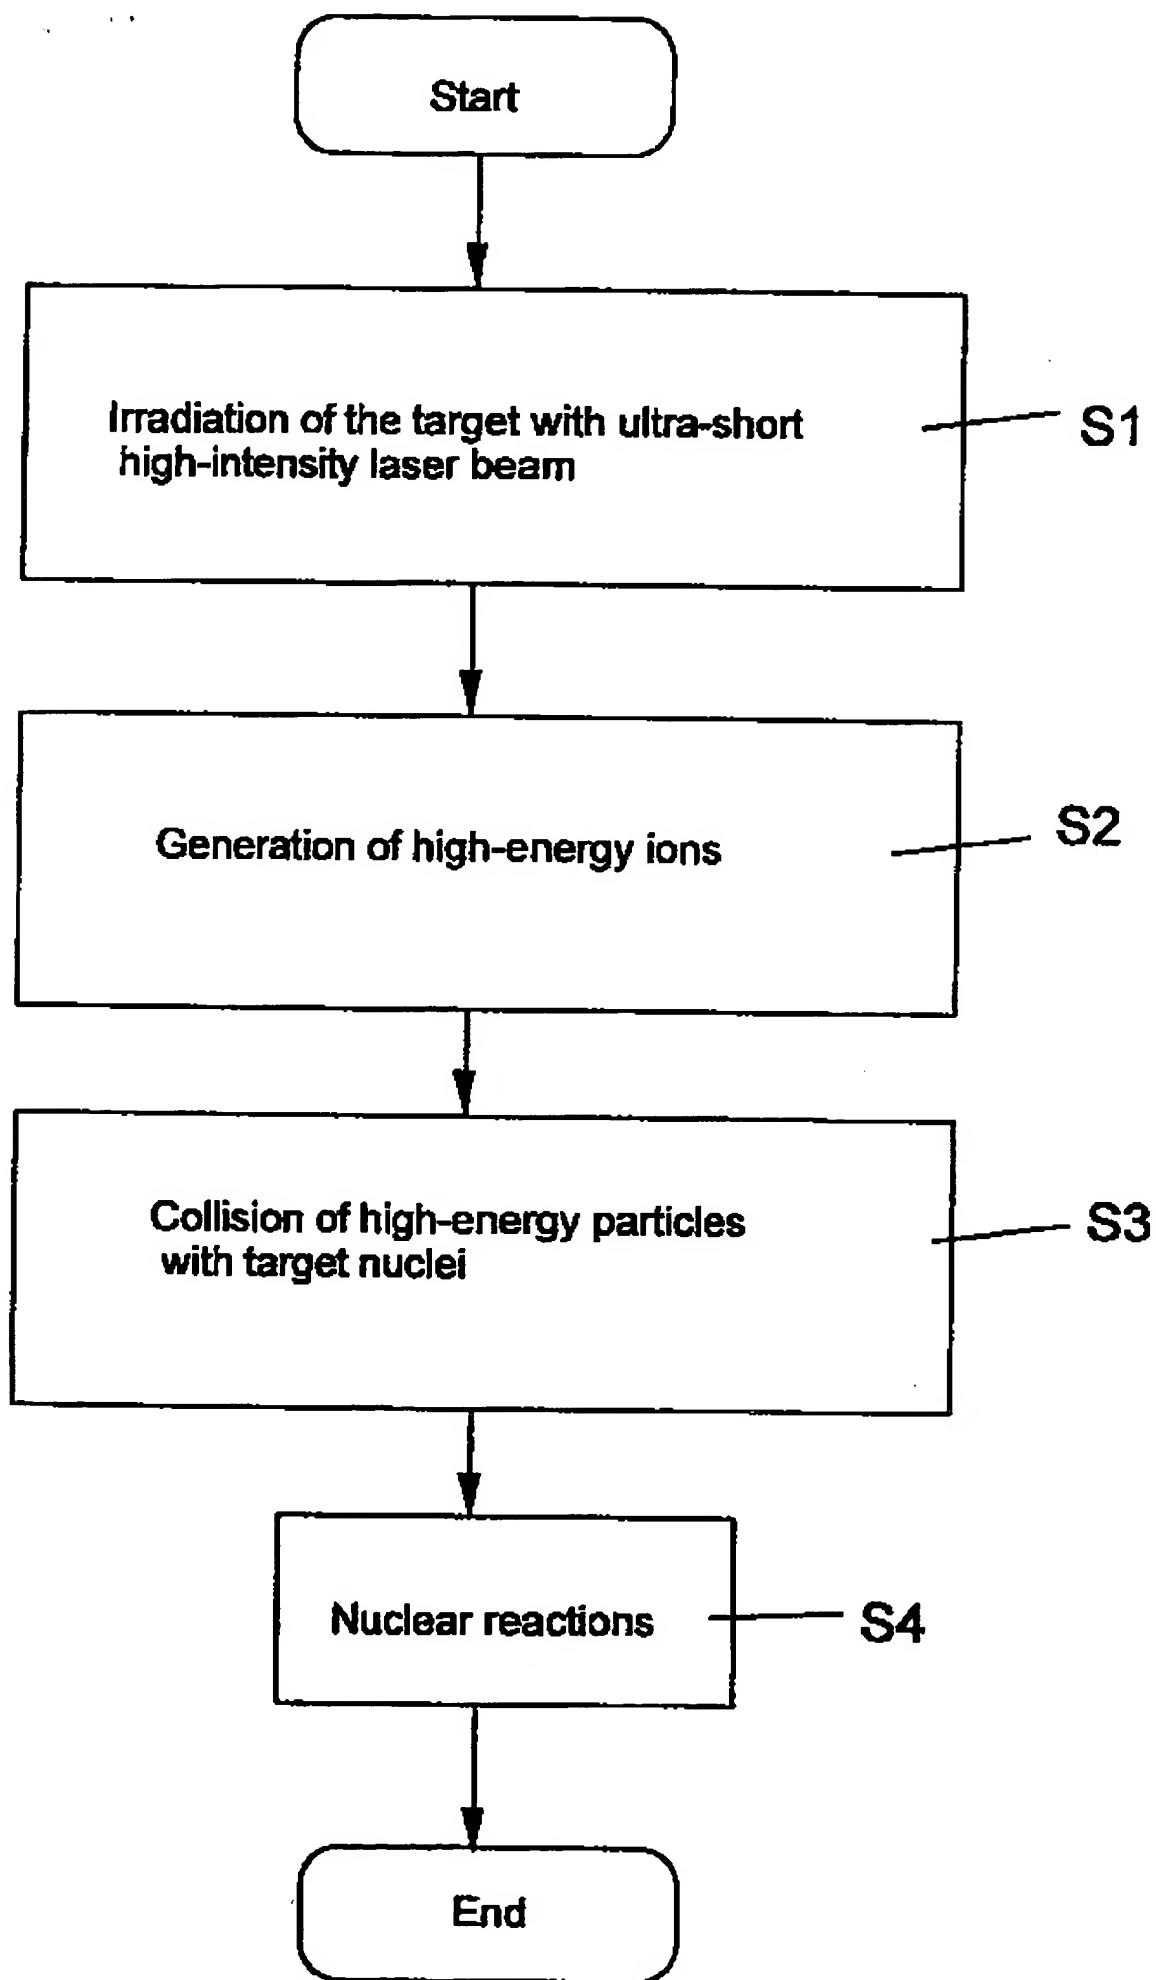 Start
Irradiation of the target with ultra-short
high-intensity laser beam
S1
Generation of high-energy ions
S2
Collision of high-energy particles
with target nuclei
S3
Nuclear reactions
S4
End